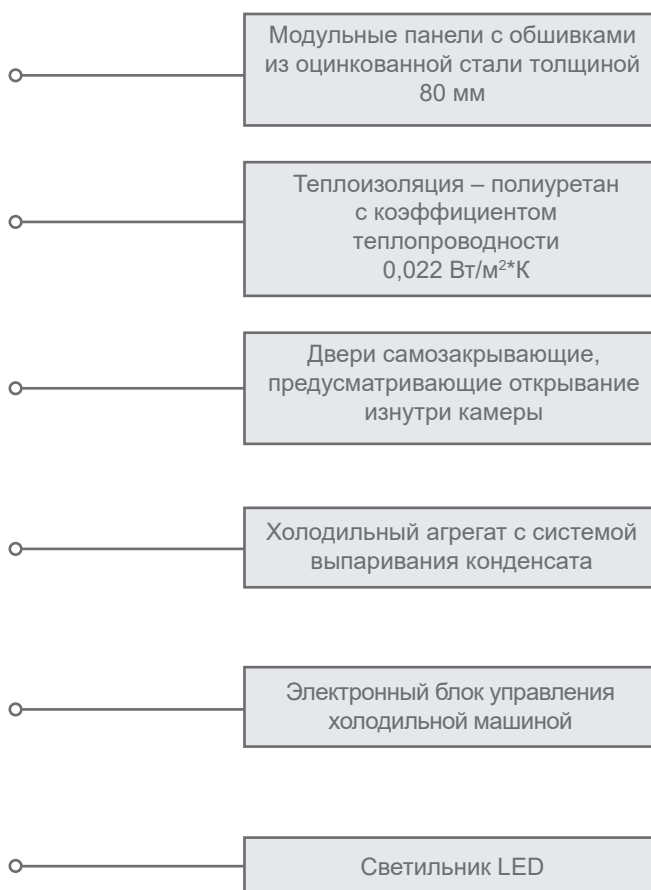 Модульные панели с обшивками
из оцинкованной стали толщиной
80 мм
Теплоизоляция – полиуретан
с коэффициентом
теплопроводности
0,022 Вт/м²*К
Двери самозакрывающие,
предусматривающие открывание
изнутри камеры
Холодильный агрегат с системой
выпаривания конденсата
Электронный блок управления
холодильной машиной
Светильник LED